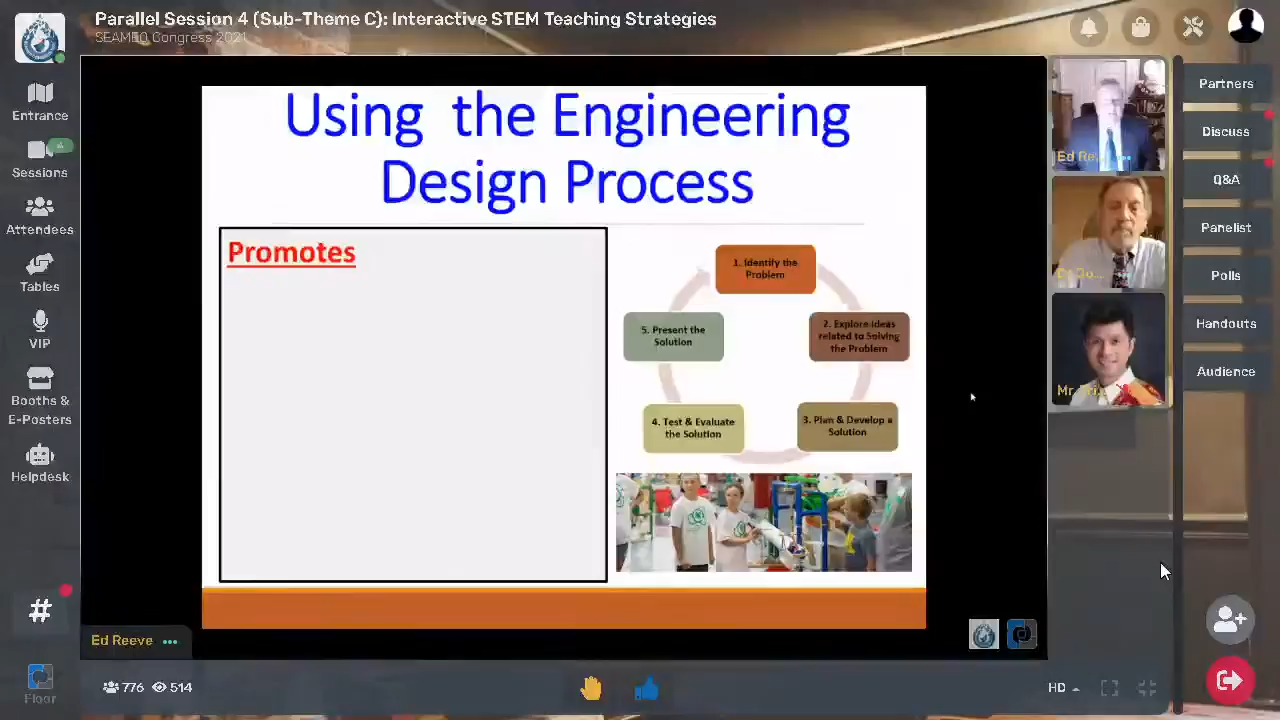 Parallel Session 4 (Sub-Theme C): Interactive STEM Teaching Strategies
SEAMEO Congress 2021
Entrance
Sessions
Attendees
Tables
VIP
Booths &
E-Posters
Helpdesk
#
Floor
Using the Engineering
Design Process
Promotes
1. Identify the
Problem
2. Explore ideas
related to Solving
the Problem
3. Plan & Develop a
Solution
4. Test & Evaluate
the Solution
5. Present the
Solution
Ed Reeve
776
514
HD
Ed Re
Mr.
Partners
Discuss
Q&A
Panelist
Polls
Handouts
Audience